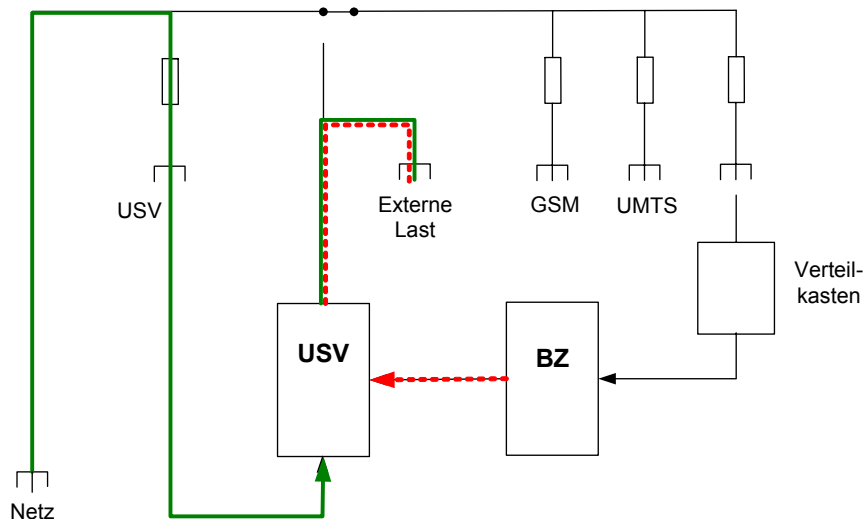 USV
Externe
Last
GSM
UMTS
Verteil-
kasten
USV
BZ
Netz